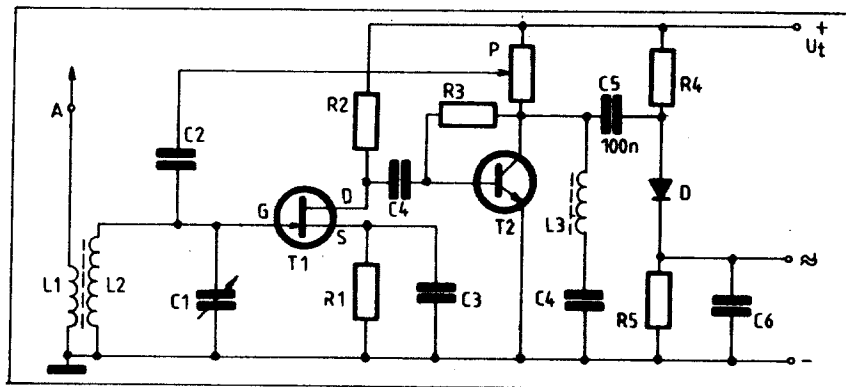 P
+
Ut
A
R2
R3
C5
R4
C2
100n
G
D
C4
S
T1
T2
L3
D
≈
L1
L2
C1
R1
C3
C4
R5
C6
-